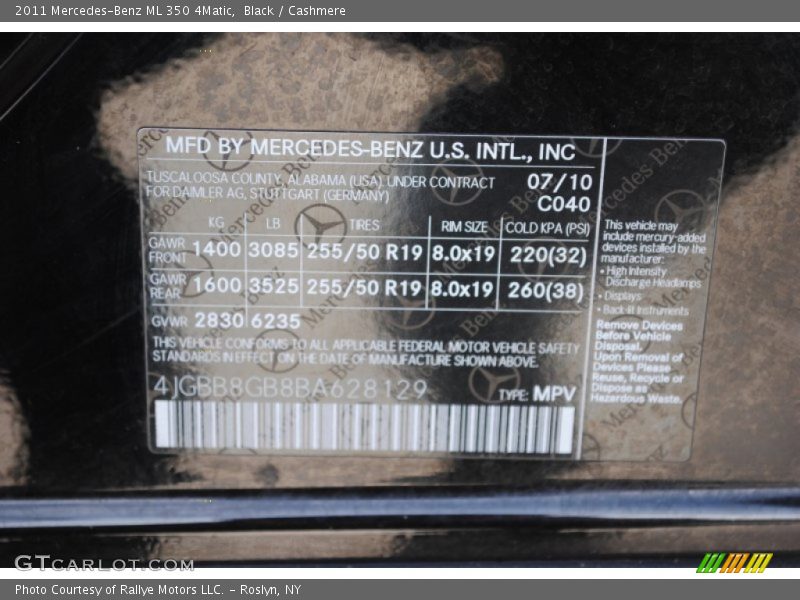 2011 Mercedes-Benz ML 350 4Matic, Black / Cashmere
MFD BY MERCEDES-BENZ U.S. INTL., INC
TUSCALOOSA COUNTY, ALABAMA (USA), UNDER CONTRACT
FOR DAIMLER AG, STUTTGART (GERMANY)
07/10
C040
KG LB TIRES RIM SIZE COLD KPA (PSI)
GAWR FRONT 1400 3085 255/50 R19 8.0x19 220(32)
GAWR REAR 1600 3525 255/50 R19 8.0x19 260(38)
GVWR 2830 6235
THIS VEHICLE CONFORMS TO ALL APPLICABLE FEDERAL MOTOR VEHICLE SAFETY
STANDARDS IN EFFECT ON THE DATE OF MANUFACTURE SHOWN ABOVE.
4JGBB8GB8BA628129 TYPE: MPV
This vehicle may
include mercury-added
devices installed by the
manufacturer:
• High Intensity
Discharge Headlamps
• Displays
• Back-lit Instruments
Remove Devices
Before Vehicle
Disposal.
Upon Removal of
Devices Please
Reuse, Recycle or
Dispose as
Hazardous Waste.
GTCARLOT.COM
Photo Courtesy of Rallye Motors LLC. - Roslyn, NY